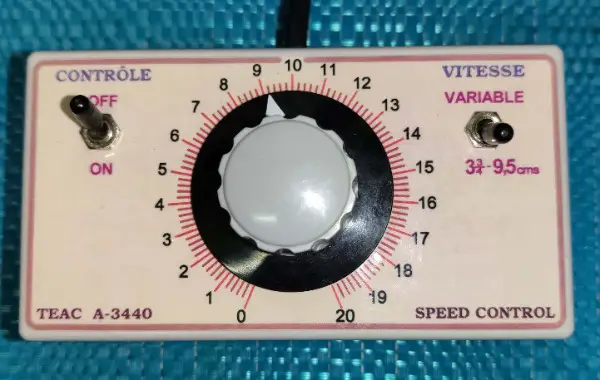 CONTRÔLE
OFF
ON
VITESSE
VARIABLE
3¾-9,5cms
0
1
2
3
4
5
6
7
8
9
10
11
12
13
14
15
16
17
18
19
20
TEAC A-3440
SPEED CONTROL